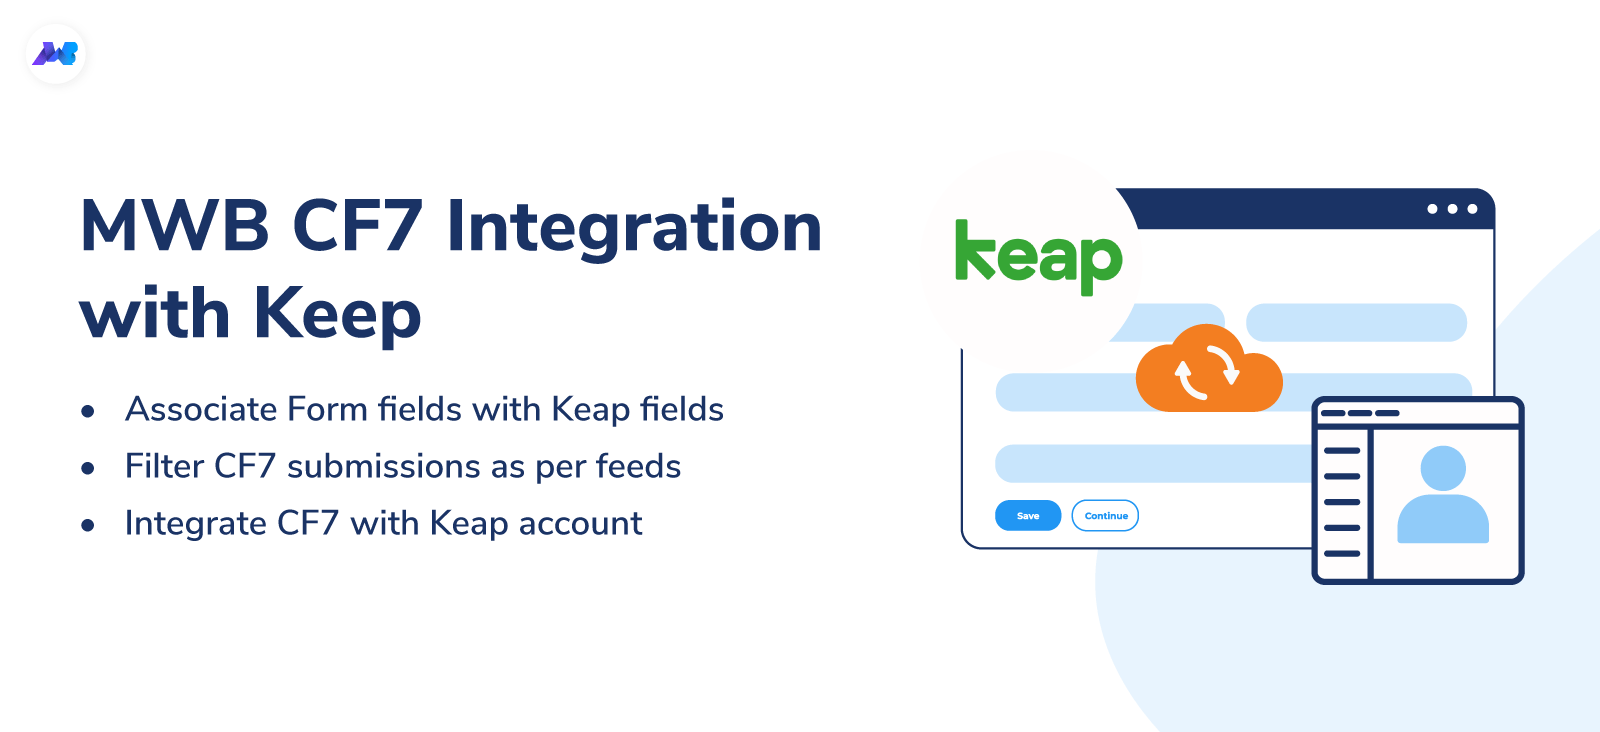 MWB
MWB CF7 Integration
with Keep
• Associate Form fields with Keap fields
• Filter CF7 submissions as per feeds
• Integrate CF7 with Keap account
keap
Save
Continue